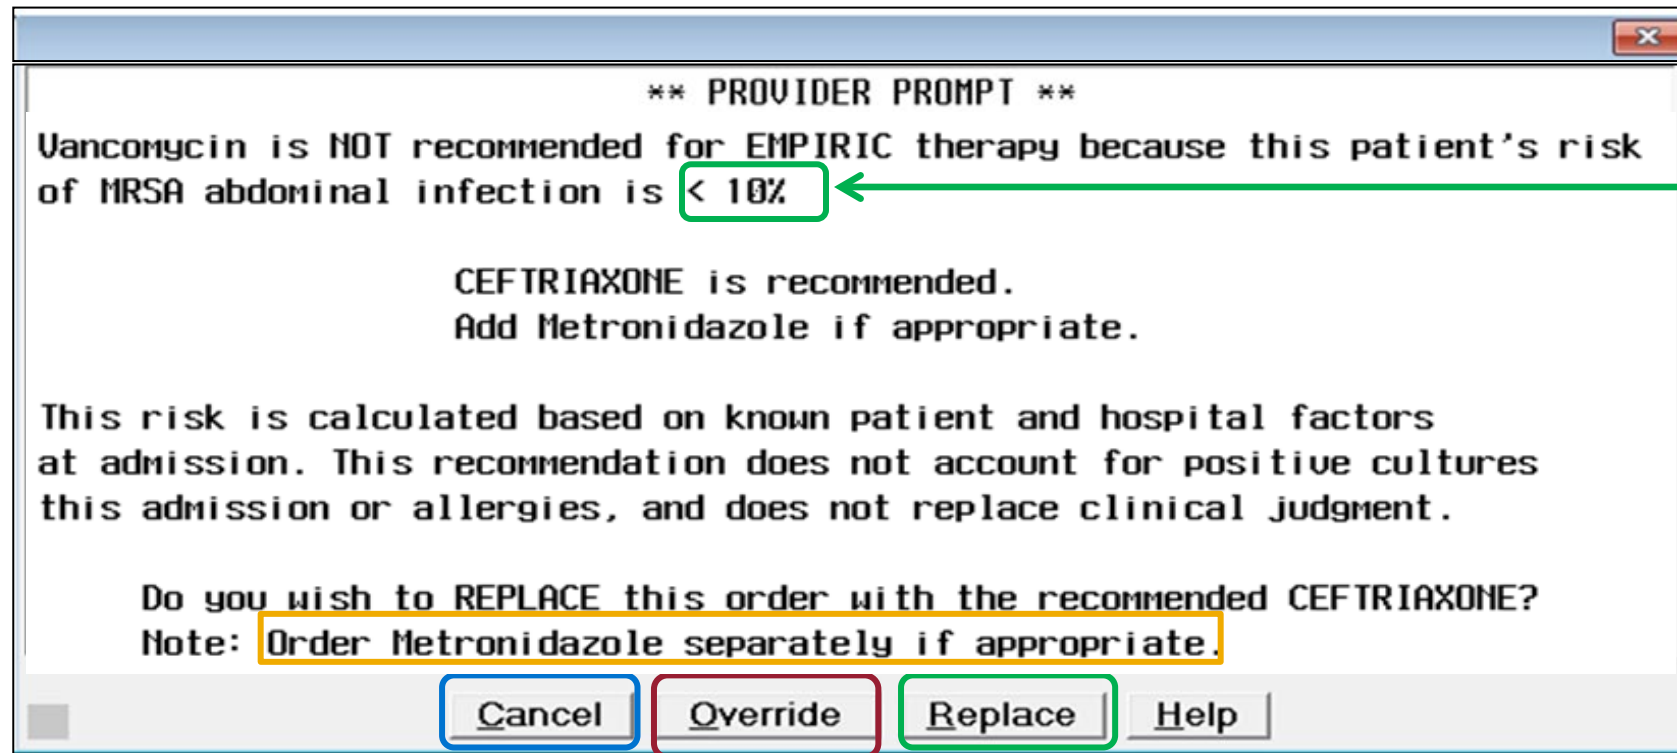 ** PROVIDER PROMPT **
Vancomycin is NOT recommended for EMPIRIC therapy because this patient's risk
of MRSA abdominal infection is < 10%
CEFTRIAXONE is recommended.
Add Metronidazole if appropriate.
This risk is calculated based on known patient and hospital factors
at admission. This recommendation does not account for positive cultures
this admission or allergies, and does not replace clinical judgment.
Do you wish to REPLACE this order with the recommended CEFTRIAXONE?
Note: Order Metronidazole separately if appropriate.
Cancel Override Replace Help